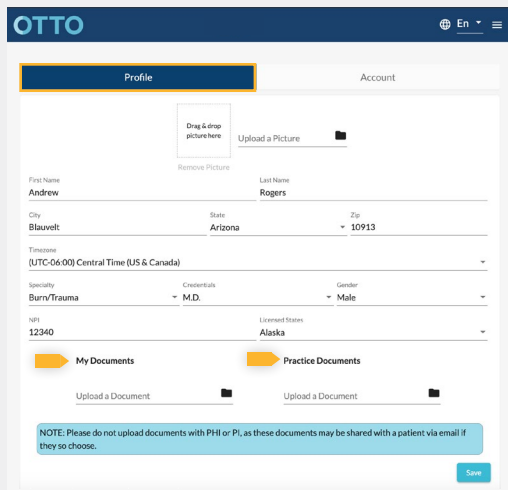 OTTO
En
Profile Account
Drag & drop
picture here
Upload a Picture
Remove Picture
First Name Last Name
Andrew Rogers
City State Zip
Blauvelt Arizona 10913
Timezone
(UTC-06:00) Central Time (US & Canada)
Specialty Credentials Gender
Burn/Trauma M.D. Male
NPI Licensed States
12340 Alaska
My Documents Practice Documents
Upload a Document Upload a Document
NOTE: Please do not upload documents with PHI or PI, as these documents may be shared with a patient via email if
they so choose.
Save